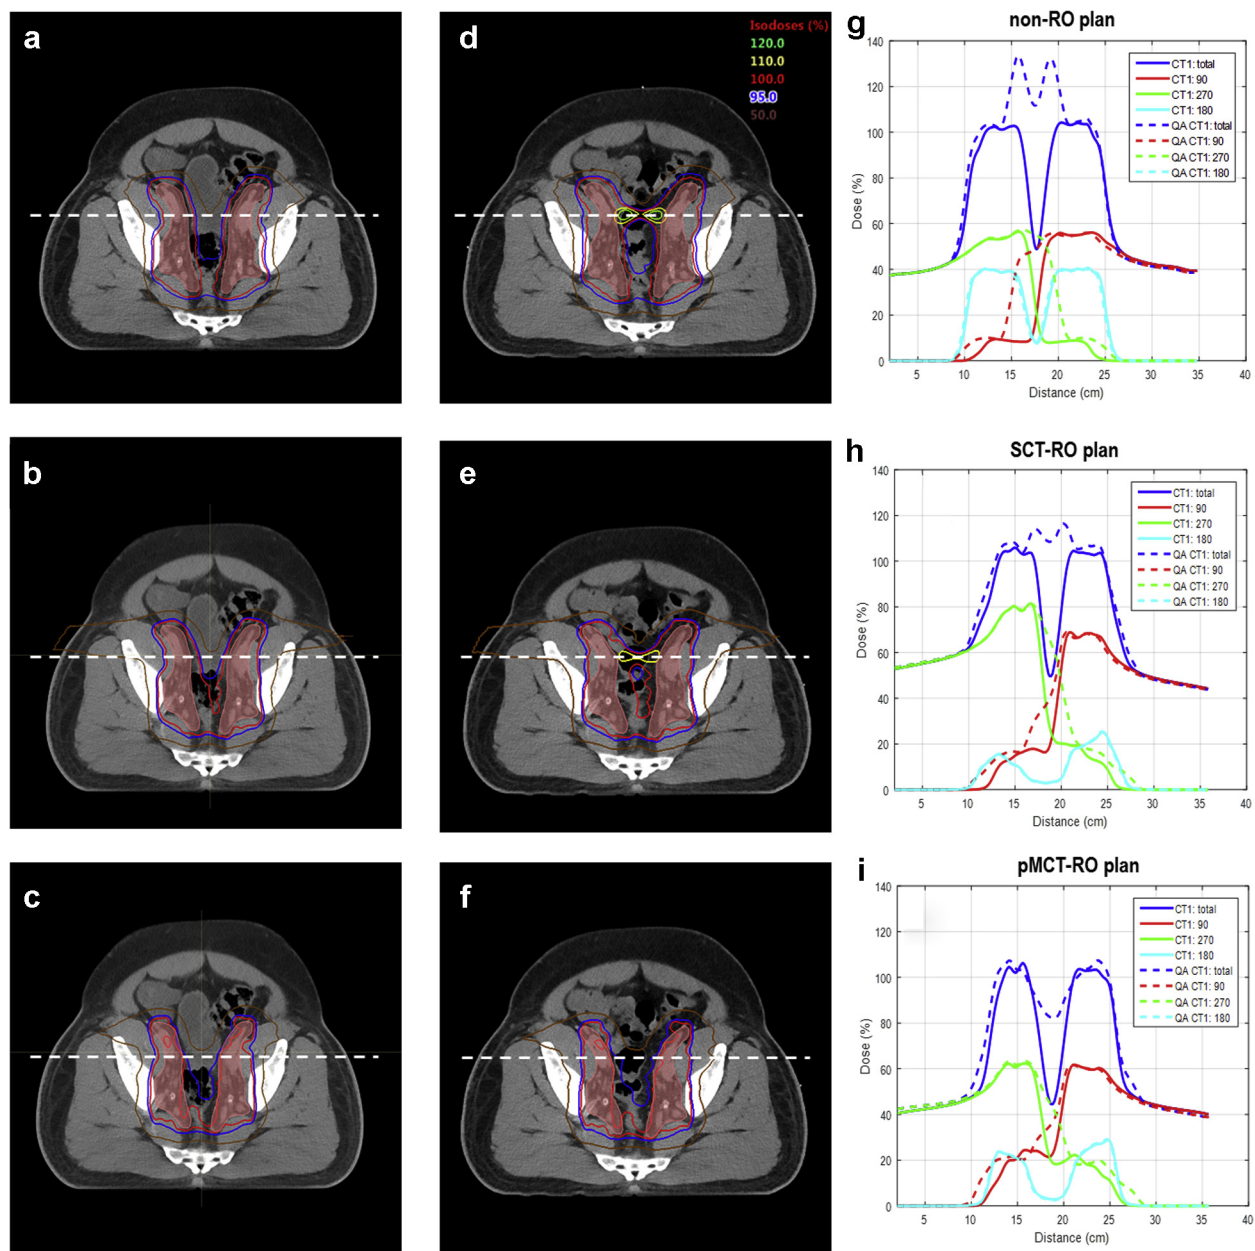 a
d
Isodoses (%)
120.0
110.0
100.0
95.0
50.0
g
non-RO plan
140
120
100
80
60
40
20
0
Dose (%)
CT1: total
CT1: 90
CT1: 270
CT1: 180
QA CT1: total
QA CT1: 90
QA CT1: 270
QA CT1: 180
5 10 15 20 25 30 35 40
Distance (cm)
b
e
h
SCT-RO plan
140
120
100
80
60
40
20
0
Dose (%)
CT1: total
CT1: 90
CT1: 270
CT1: 180
QA CT1: total
QA CT1: 90
QA CT1: 270
QA CT1: 180
5 10 15 20 25 30 35 40
Distance (cm)
c
f
i
pMCT-RO plan
140
120
100
80
60
40
20
0
Dose (%)
CT1: total
CT1: 90
CT1: 270
CT1: 180
QA CT1: total
QA CT1: 90
QA CT1: 270
QA CT1: 180
5 10 15 20 25 30 35 40
Distance (cm)